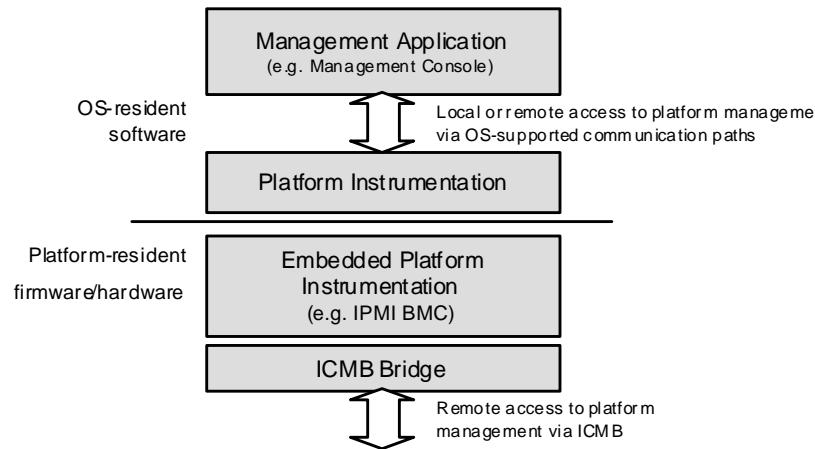 Management Application
(e.g. Management Console)
OS-resident
software
Local or remote access to platform manageme
via OS-supported communication paths
Platform Instrumentation
Platform-resident
firmware/hardware
Embedded Platform
Instrumentation
(e.g. IPMI BMC)
ICMB Bridge
Remote access to platform
management via ICMB